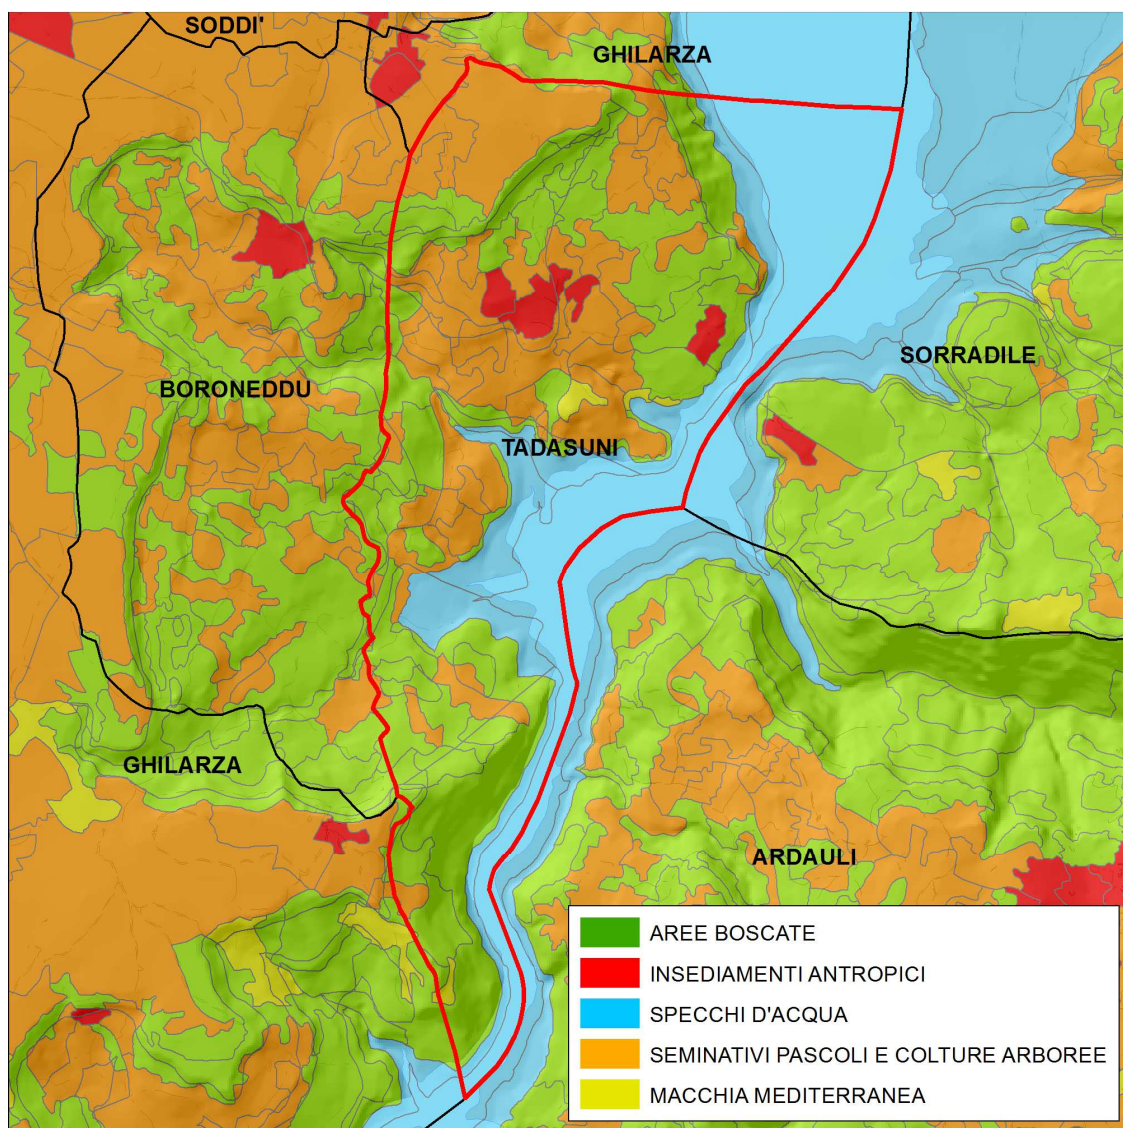 SODDI'
GHILARZA
SORRADILE
BORONEDDU
TADASUNI
GHILARZA
ARDAULI
AREE BOSCATE
INSEDIAMENTI ANTROPICI
SPECCHI D'ACQUA
SEMINATIVI PASCOLI E COLTURE ARBOREE
MACCHIA MEDITERRANEA